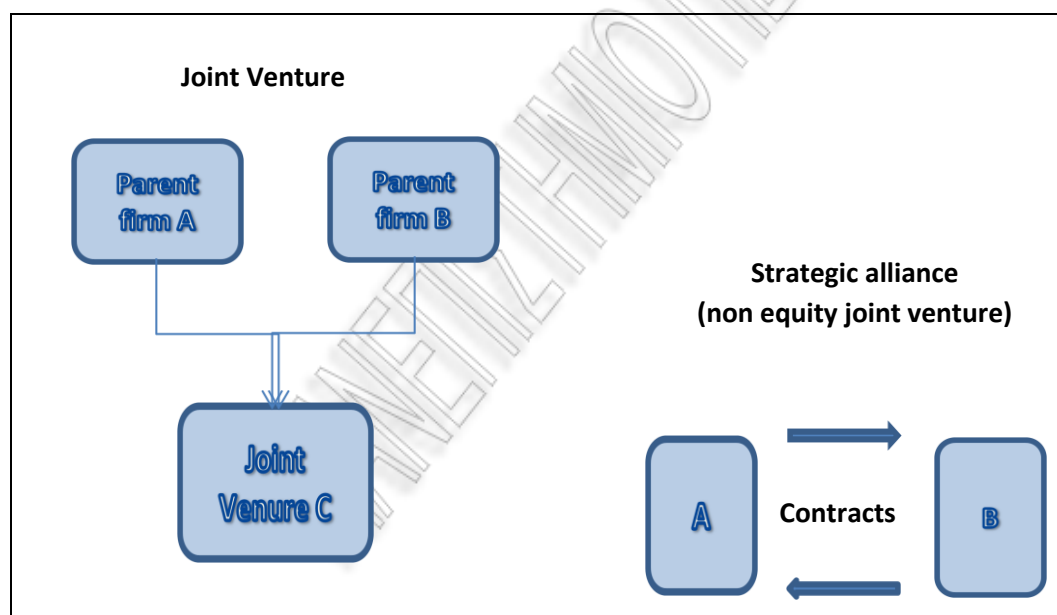 Joint Venture
Parent
firm A
Parent
firm B
Joint
Venure C
Strategic alliance
(non equity joint venture)
A
Contracts
B